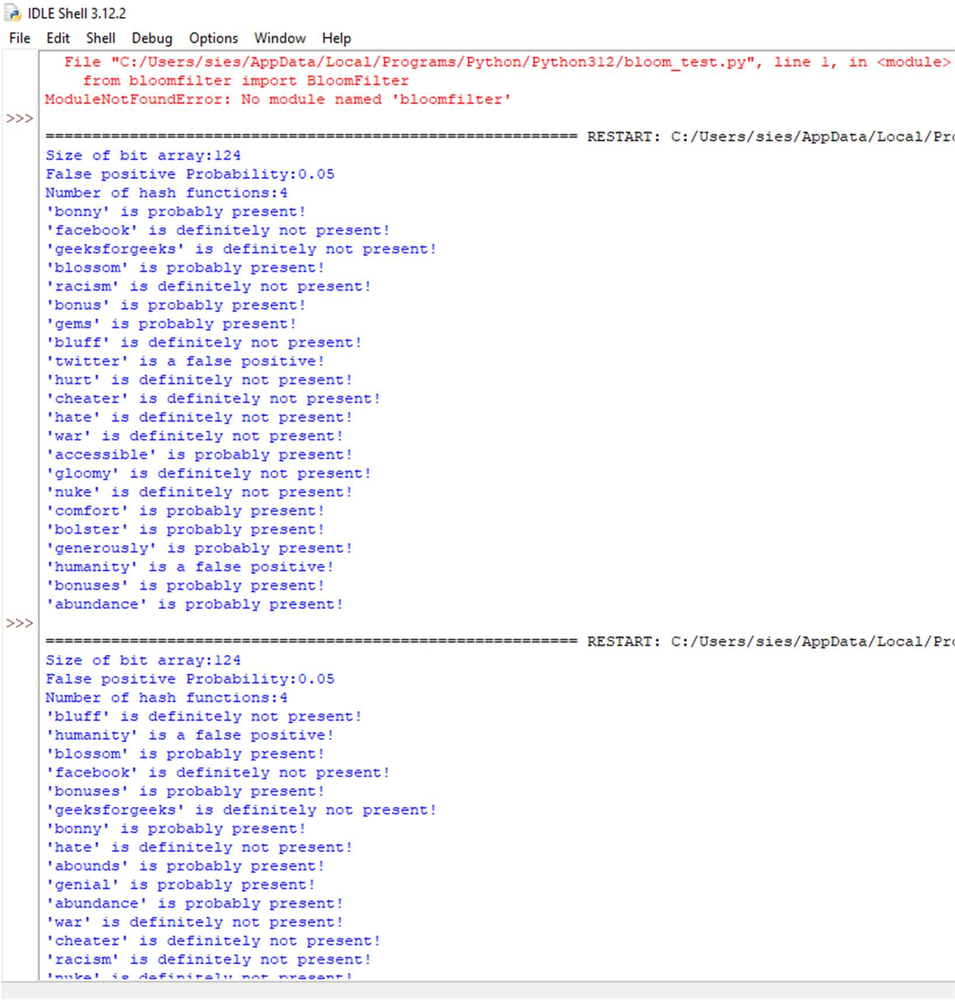 IDLE Shell 3.12.2
File Edit Shell Debug Options Window Help
File "C:/Users/sies/AppData/Local/Programs/Python/Python312/bloom_test.py", line 1, in <module>
from bloomfilter import BloomFilter
ModuleNotFoundError: No module named 'bloomfilter'
>>>
========================================================= RESTART: C:/Users/sies/AppData/Local/Pro
Size of bit array:124
False positive Probability:0.05
Number of hash functions:4
'bonny' is probably present!
'facebook' is definitely not present!
'geeksforgeeks' is definitely not present!
'blossom' is probably present!
'racism' is definitely not present!
'bonus' is probably present!
'gems' is probably present!
'bluff' is definitely not present!
'twitter' is a false positive!
'hurt' is definitely not present!
'cheater' is definitely not present!
'hate' is definitely not present!
'war' is definitely not present!
'accessible' is probably present!
'gloomy' is definitely not present!
'nuke' is definitely not present!
'comfort' is probably present!
'bolster' is probably present!
'generously' is probably present!
'humanity' is a false positive!
'bonuses' is probably present!
'abundance' is probably present!
>>>
========================================================= RESTART: C:/Users/sies/AppData/Local/Pro
Size of bit array:124
False positive Probability:0.05
Number of hash functions:4
'bluff' is definitely not present!
'humanity' is a false positive!
'blossom' is probably present!
'facebook' is definitely not present!
'bonuses' is probably present!
'geeksforgeeks' is definitely not present!
'bonny' is probably present!
'hate' is definitely not present!
'abounds' is probably present!
'genial' is probably present!
'abundance' is probably present!
'war' is definitely not present!
'cheater' is definitely not present!
'racism' is definitely not present!
'nuke' is definitely not present!